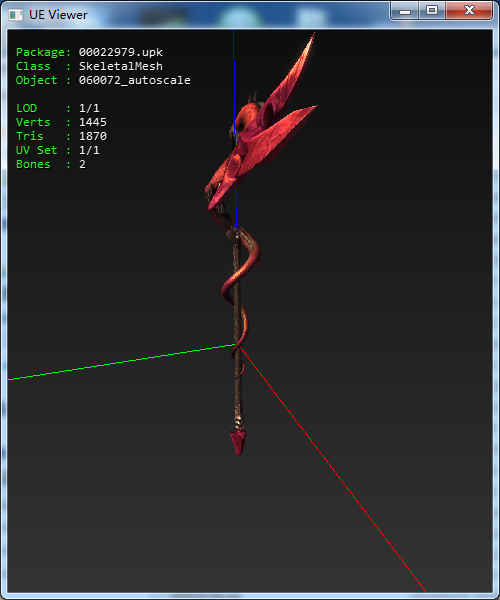 UE Viewer
Package: 00022979.upk
Class  : SkeletalMesh
Object : 060072_autoscale
LOD    : 1/1
Verts  : 1445
Tris   : 1870
UV Set : 1/1
Bones  : 2